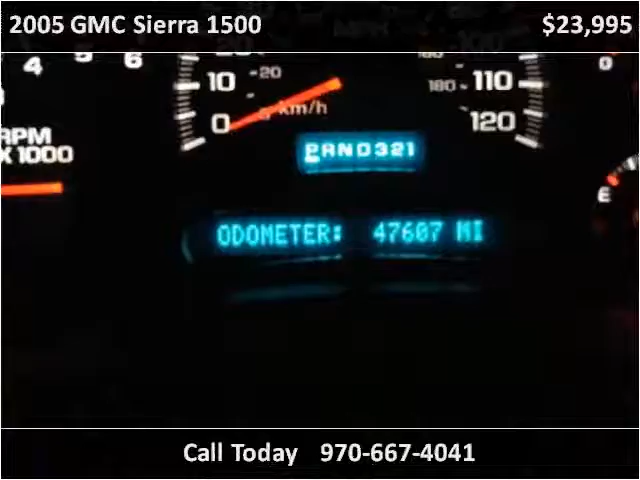 2005 GMC Sierra 1500 $23,995
4 5 6
RPM
X 1000
10 20
0 km/h
180 110
120
0
E
PRND321
ODOMETER: 47607 MI
Call Today 970-667-4041